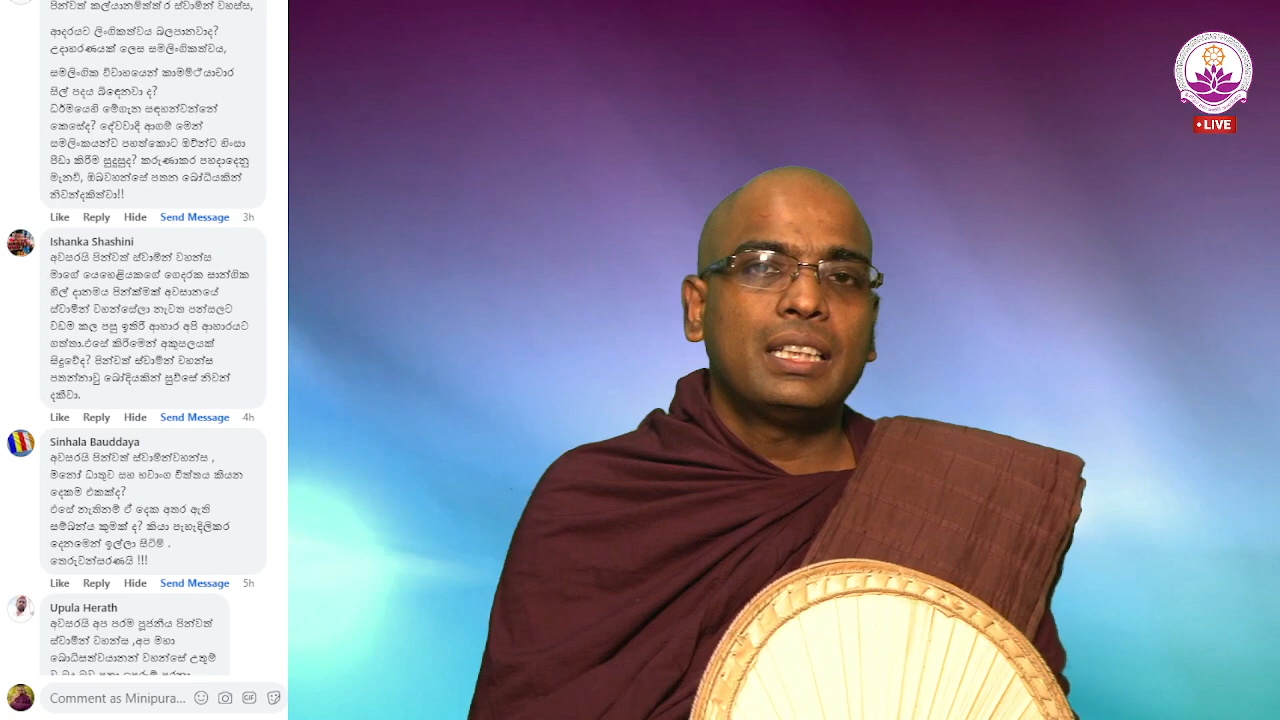 පින්වත් කල්යානමිත්ත්‍ර ස්වාමින් වහස්ස,
ආදරයට ලිංගිකත්වය බලපානවාද?
උදාහරණයක් ලෙස සමලිංගිකත්වය,
සමලිංගික විවාහයෙන් කාමමිථ්‍යාචාර
සිල් පදය බිඳෙනවා ද?
ධර්මයෙහි මේගැන සඳහන්වන්නේ
කෙසේද? දේවවාදී ආගම් මෙන්
සමලිංකයන්ව පහත්කොට ඔවුන්ට හිංසා
පීඩා කිරීම සුදුසුද? කරුණාකර පහදාදෙනු
මැනවි, ඔබවහන්සේ පතන බෝධියකින්
නිවන්දකිත්වා!!
Like Reply Hide Send Message 3h
Ishanka Shashini
අවසරයි පින්වත් ස්වාමීන් වහන්ස
මාගේ යෙහෙළියකගේ ගෙදරක සාංඝික
හීල් දානමය පින්කමක් අවසානයේ
ස්වාමීන් වහන්සේලා නැවත පන්සලට
වඩම කල පසු ඉතිරි ආහාර අපි ආහාරයට
ගත්තා.එසේ කිරීමෙන් අකුසලයක්
සිදුවේද? පින්වත් ස්වාමීන් වහන්ස
පතන්නාවු බෝදියකින් සුවසේ නිවන්
දකීවා.
Like Reply Hide Send Message 4h
Sinhala Bauddaya
අවසරයි පින්වත් ස්වාමින්වහන්ස ,
මනෝ ධාතුව සහ භවාංග චිත්තය කියන
දෙකම එකක්ද?
එසේ නැතිනම් ඒ දෙක අතර ඇති
සම්බන්ය කුමක් ද? කියා පැහැදිලිකර
දෙනමෙන් ඉල්ලා සිටිමි .
තෙරුවන්සරණයි !!!
Like Reply Hide Send Message 5h
Upula Herath
අවසරයි අප පරම පූජනීය පින්වත්
ස්වාමීන් වහන්ස ,අප මහා
බොධිසත්වයානන් වහන්සේ උතුම්
Comment as Minipura...
GIF
• LIVE